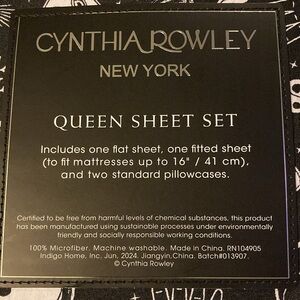 CYNTHIA ROWLEY
NEW YORK
QUEEN SHEET SET
Includes one flat sheet, one fitted sheet
(to fit mattresses up to 16" / 41 cm),
and two standard pillowcases.
Certified to be free from harmful levels of chemical substances, this product
has been manufactured using sustainable processes under environmentally
friendly and socially responsible working conditions.
100% Microfiber. Machine washable. Made in China. RN104905
Indigo Home, Inc, Jun, 2024. Jiangyin,China. Batch#013907.
© Cynthia Rowley